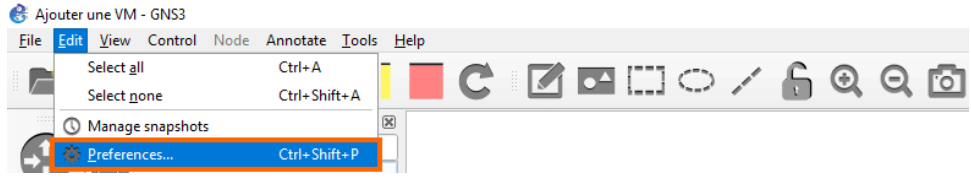 Ajouter une VM - GNS3
File Edit View Control Node Annotate Tools Help
Select all Ctrl+A
Select none Ctrl+Shift+A
Manage snapshots
Preferences... Ctrl+Shift+P